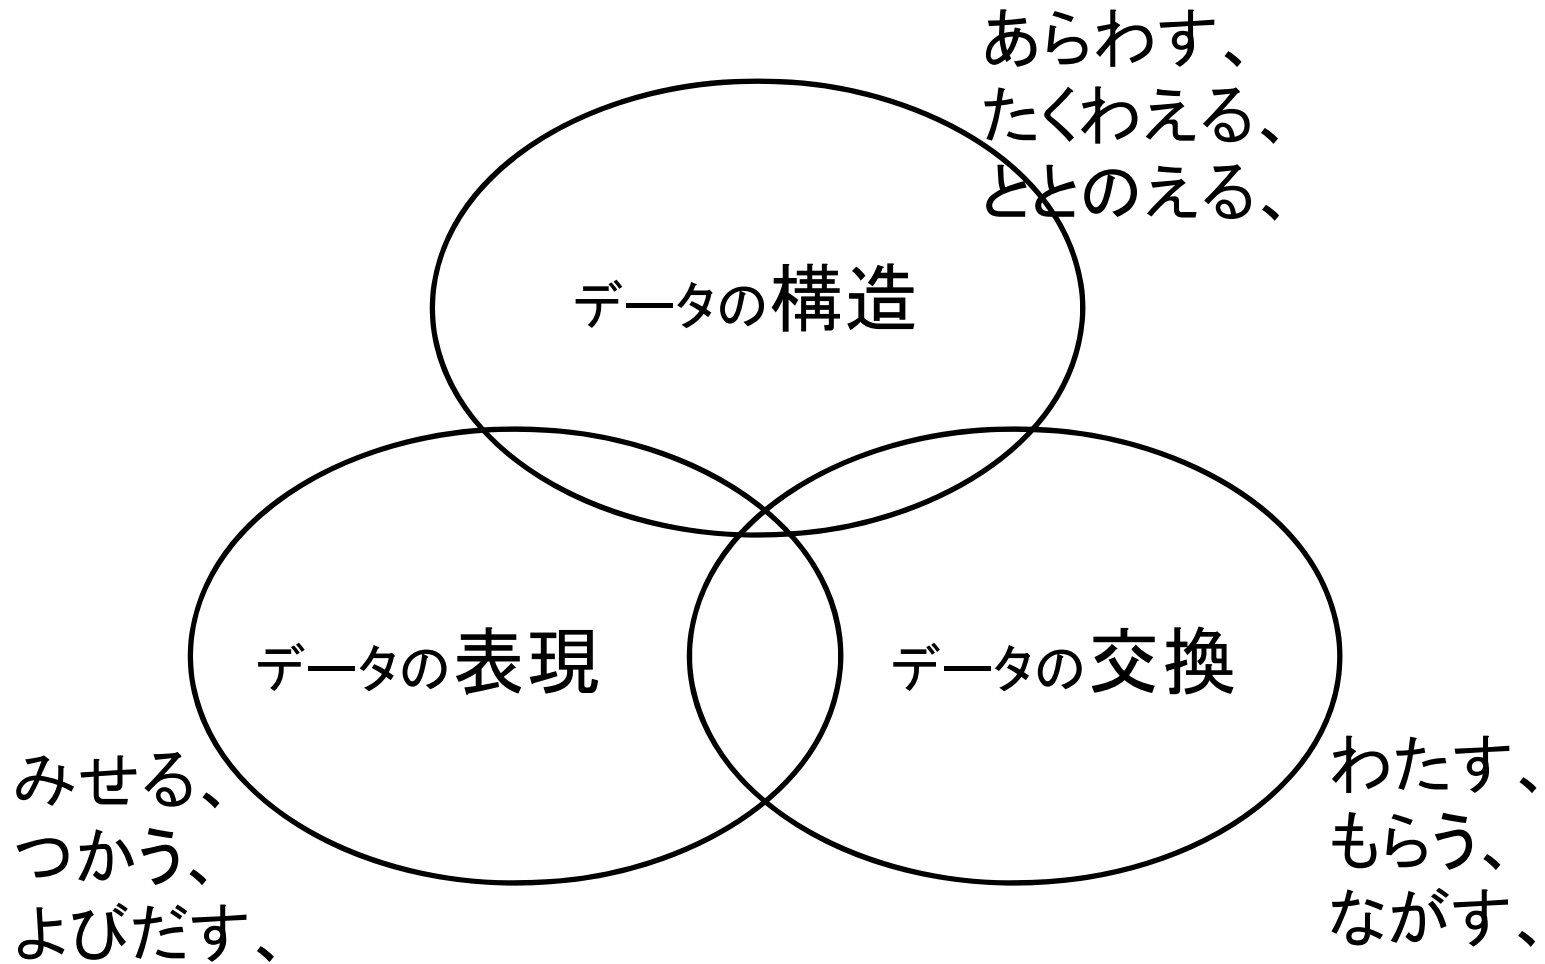 あらわす、
たくわえる、
ととのえる、
データの構造
データの表現
データの交換
みせる、
つかう、
よびだす、
わたす、
もらう、
ながす、